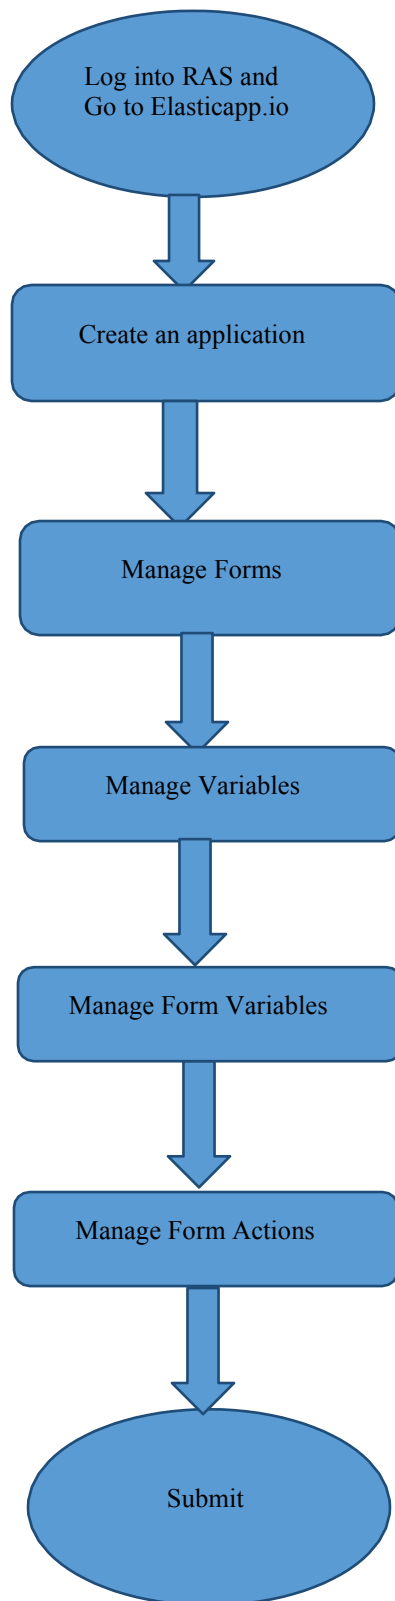 Log into RAS and
Go to Elasticapp.io
Create an application
Manage Forms
Manage Variables
Manage Form Variables
Manage Form Actions
Submit